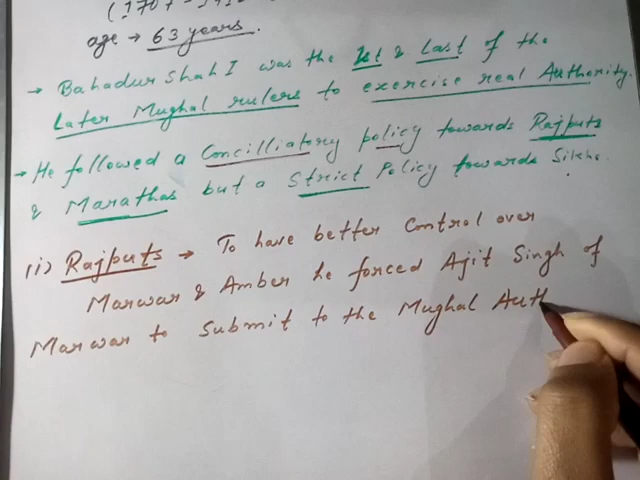 (1707-1712
age → 63 years.
→ Bahadur Shah I was the 1st & Last of the
Later Mughal rulers to exercise real Authority.
→ He followed a Concilliatory policy towards Rajputs
& Marathas but a Strict Policy towards Sikhs.
(i) Rajputs → To have better Control over
Marwar & Amber he forced Ajit Singh of
Marwar to Submit to the Mughal Auth